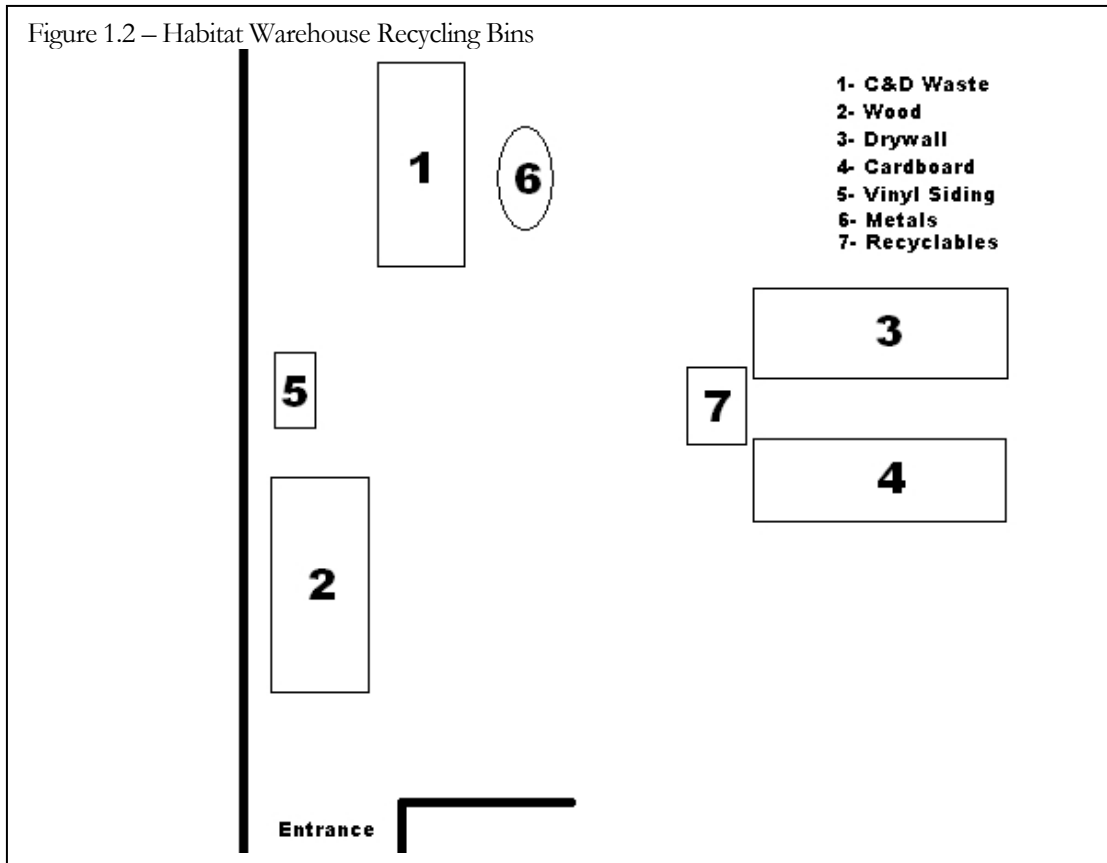 Figure 1.2 – Habitat Warehouse Recycling Bins
1- C&D Waste
2- Wood
3- Drywall
4- Cardboard
5- Vinyl Siding
6- Metals
7- Recyclables
1
6
3
5
7
4
2
Entrance